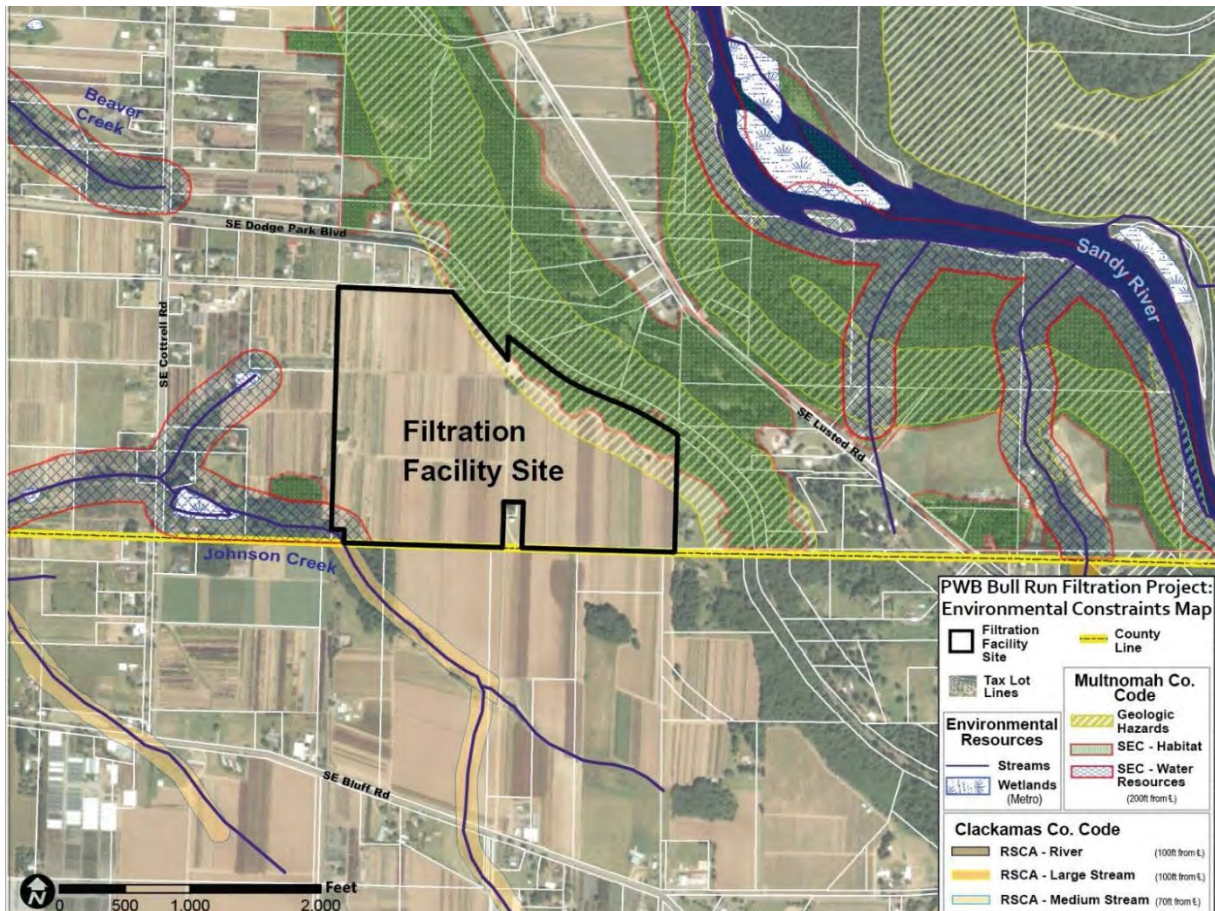 Beaver
Creek
SE Dodge Park Blvd
SE Cottrell Rd
Sandy River
Filtration
Facility Site
SE Lusted Rd
Johnson Creek
SE Bluff Rd
N
Feet
0 500 1,000 2,000
PWB Bull Run Filtration Project:
Environmental Constraints Map
Filtration
Facility
Site
County
Line
Tax Lot
Lines
Multnomah Co.
Code
Geologic
Hazards
SEC - Habitat
SEC - Water
Resources
(200ft from ℄)
Environmental
Resources
Streams
Wetlands
(Metro)
Clackamas Co. Code
RSCA - River (100ft from ℄)
RSCA - Large Stream (100ft from ℄)
RSCA - Medium Stream (70ft from ℄)